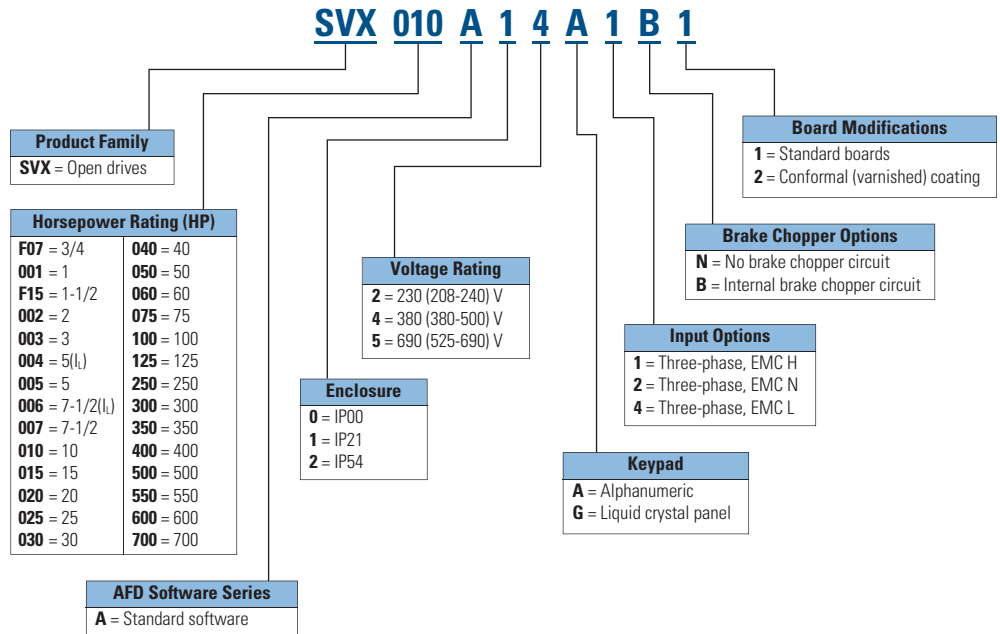 SVX 010 A 1 4 A 1 B 1
Product Family
SVX = Open drives
Horsepower Rating (HP)
F07 = 3/4
001 = 1
F15 = 1-1/2
002 = 2
003 = 3
004 = 5(IL)
005 = 5
006 = 7-1/2(IL)
007 = 7-1/2
010 = 10
015 = 15
020 = 20
025 = 25
030 = 30
040 = 40
050 = 50
060 = 60
075 = 75
100 = 100
125 = 125
250 = 250
300 = 300
350 = 350
400 = 400
500 = 500
550 = 550
600 = 600
700 = 700
AFD Software Series
A = Standard software
Enclosure
0 = IP00
1 = IP21
2 = IP54
Voltage Rating
2 = 230 (208-240) V
4 = 380 (380-500) V
5 = 690 (525-690) V
Keypad
A = Alphanumeric
G = Liquid crystal panel
Input Options
1 = Three-phase, EMC H
2 = Three-phase, EMC N
4 = Three-phase, EMC L
Brake Chopper Options
N = No brake chopper circuit
B = Internal brake chopper circuit
Board Modifications
1 = Standard boards
2 = Conformal (varnished) coating